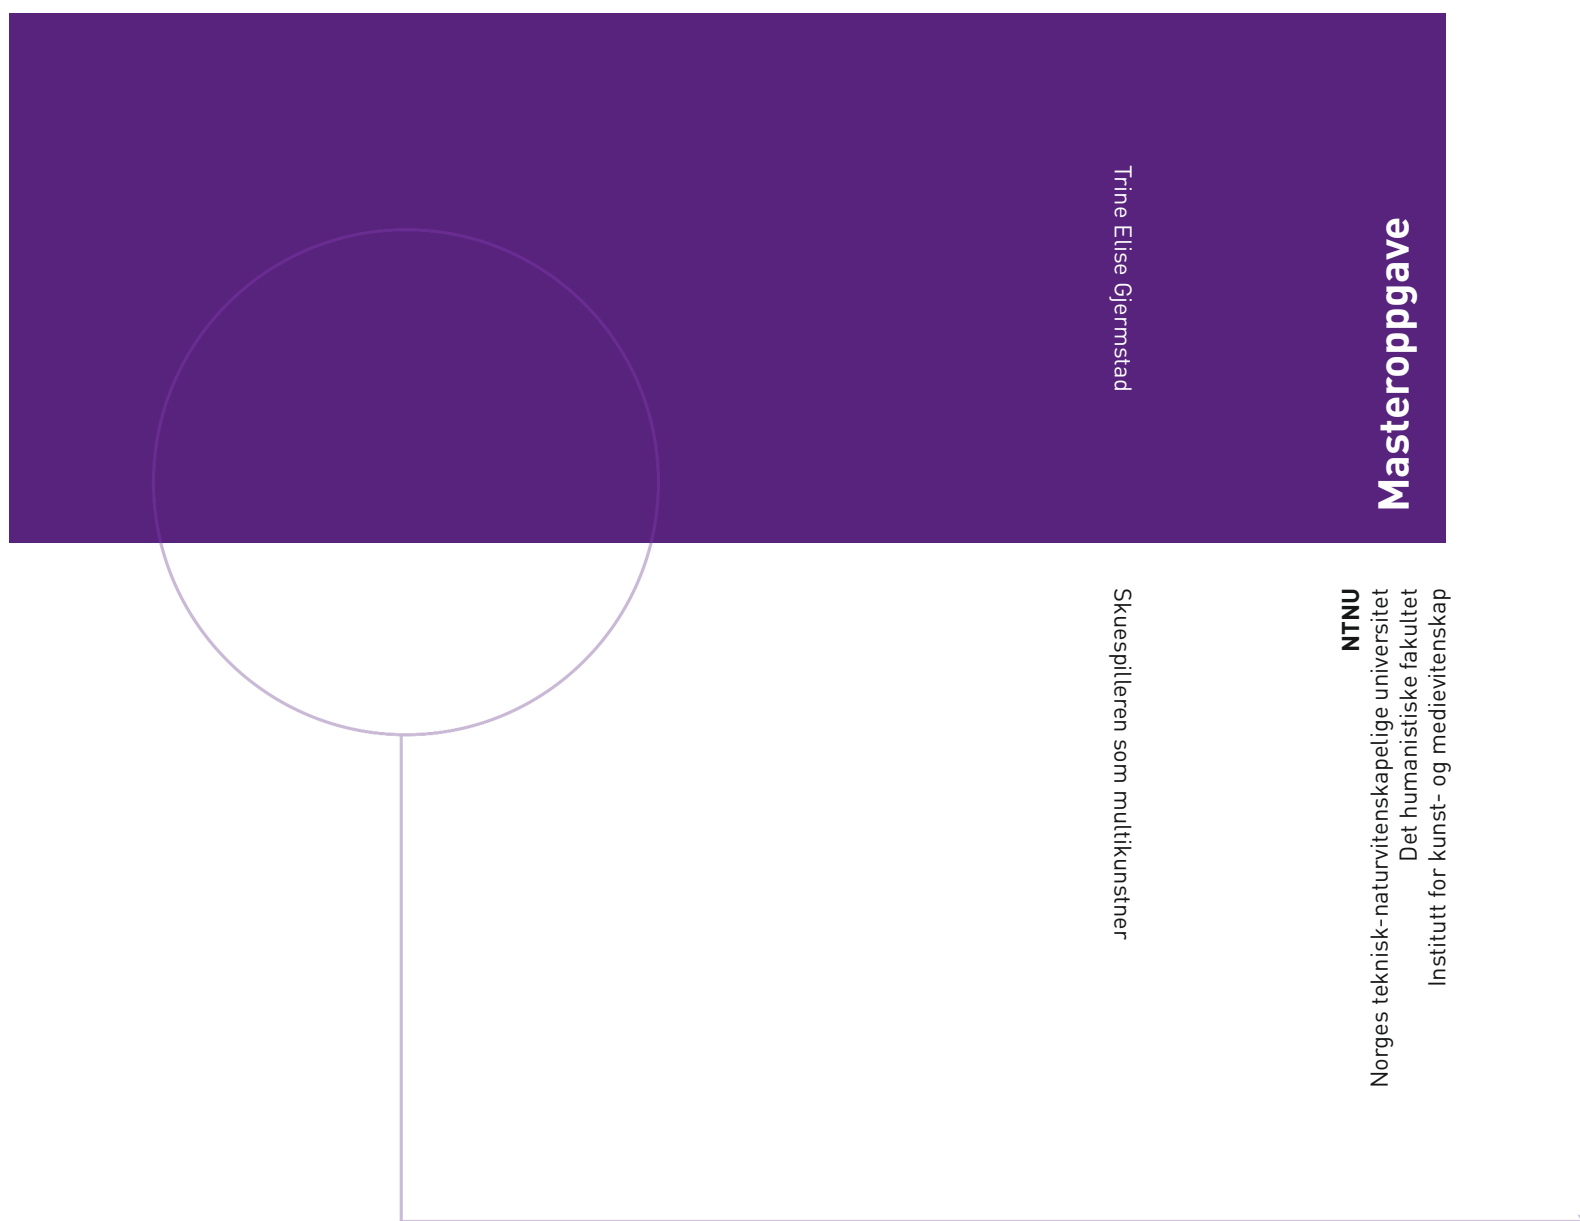 Trine Elise Gjermstad
Skuespilleren som multikunstner
Masteroppgave
NTNU
Norges teknisk-naturvitenskapelige universitet
Det humanistiske fakultet
Institutt for kunst- og medievitenskap